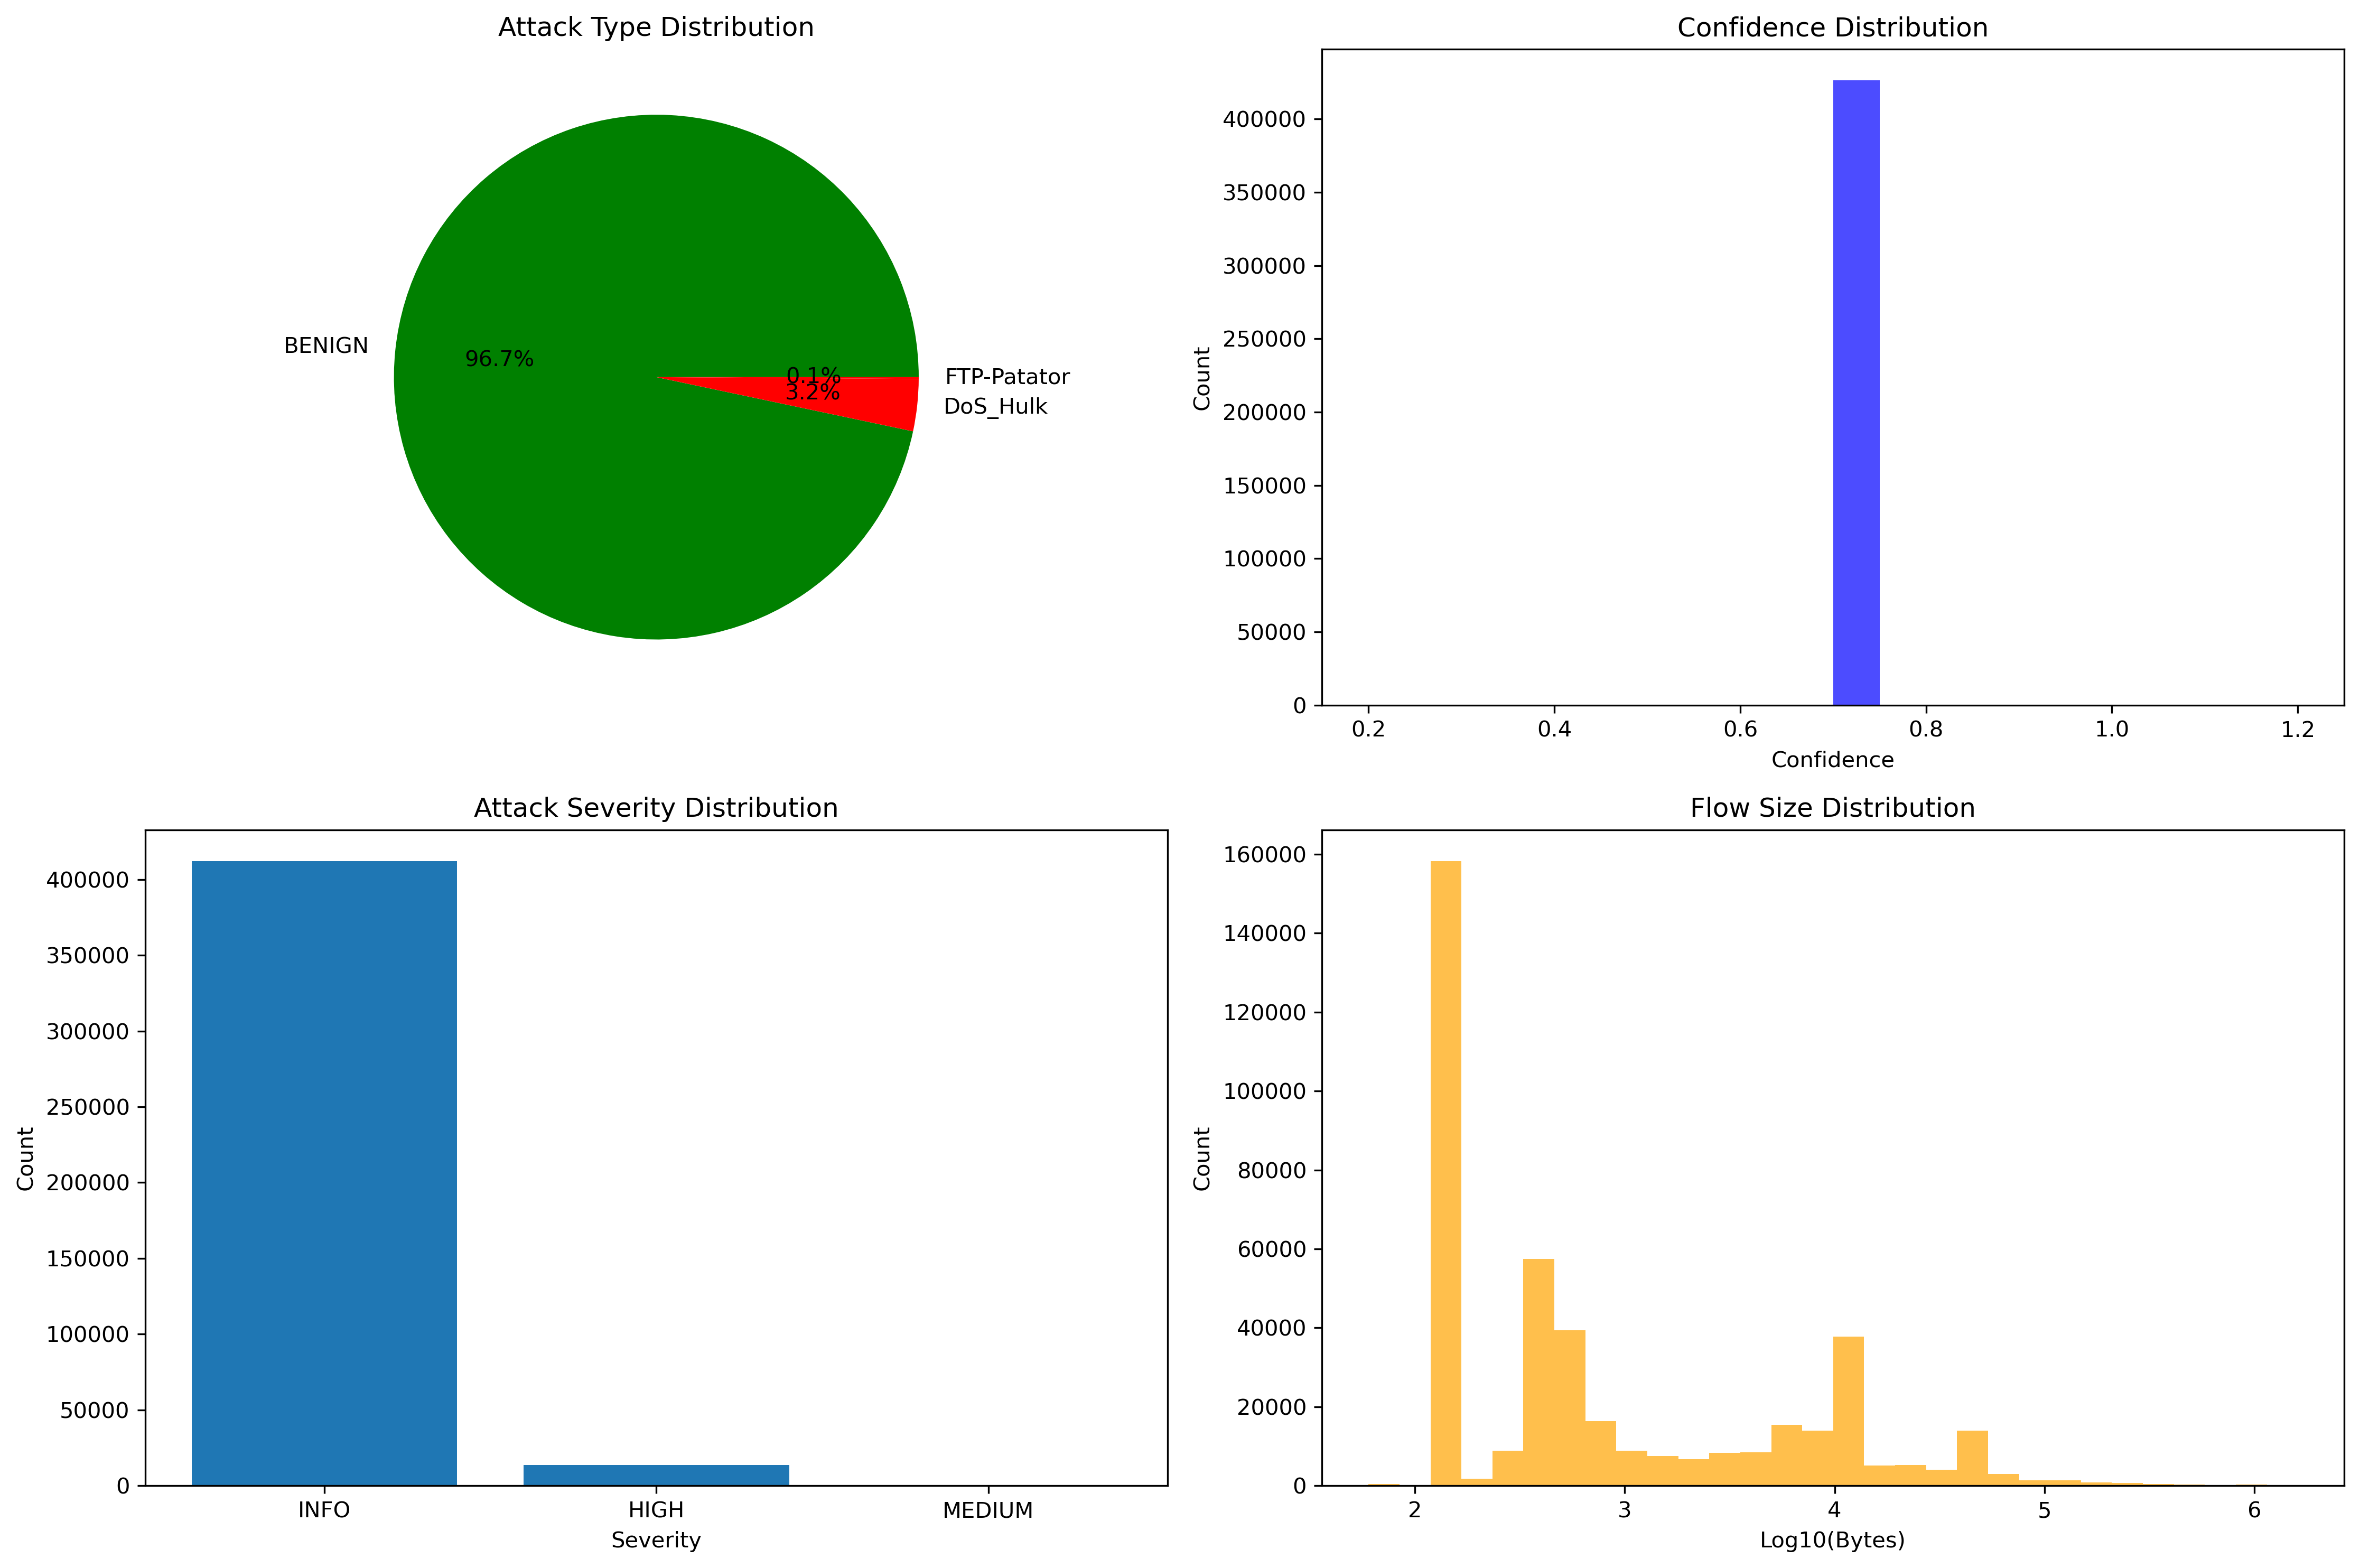 Attack Type Distribution
BENIGN
96.7%
0.1%
3.2%
FTP-Patator
DoS_Hulk
Confidence Distribution
Count
400000
350000
300000
250000
200000
150000
100000
50000
0
0.2 0.4 0.6 0.8 1.0 1.2
Confidence
Attack Severity Distribution
Count
400000
350000
300000
250000
200000
150000
100000
50000
0
INFO HIGH MEDIUM
Severity
Flow Size Distribution
Count
160000
140000
120000
100000
80000
60000
40000
20000
0
2 3 4 5 6
Log10(Bytes)